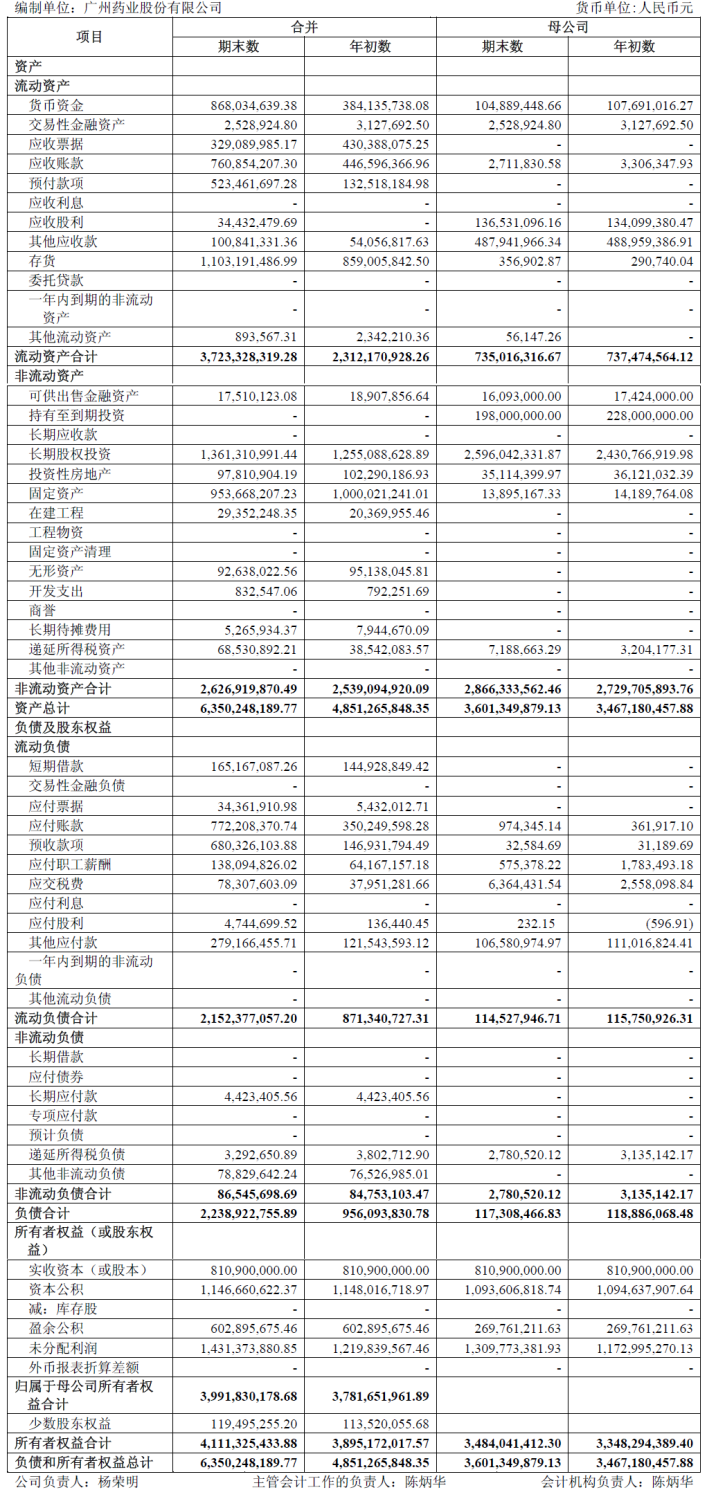 编制单位：广州药业股份有限公司 货币单位:人民币元
项目 合并 母公司
期末数 年初数 期末数 年初数
资产
流动资产
货币资金 868,034,639.38 384,135,738.08 104,889,448.66 107,691,016.27
交易性金融资产 2,528,924.80 3,127,692.50 2,528,924.80 3,127,692.50
应收票据 329,089,985.17 430,388,075.25 - -
应收账款 760,854,207.30 446,596,366.96 2,711,830.58 3,306,347.93
预付款项 523,461,697.28 132,518,184.98 - -
应收利息 - - - -
应收股利 34,432,479.69 - 136,531,096.16 134,099,380.47
其他应收款 100,841,331.36 54,056,817.63 487,941,966.34 488,959,386.91
存货 1,103,191,486.99 859,005,842.50 356,902.87 290,740.04
委托贷款 - - - -
一年内到期的非流动
资产 - - - -
其他流动资产 893,567.31 2,342,210.36 56,147.26 -
流动资产合计 3,723,328,319.28 2,312,170,928.26 735,016,316.67 737,474,564.12
非流动资产
可供出售金融资产 17,510,123.08 18,907,856.64 16,093,000.00 17,424,000.00
持有至到期投资 - - 198,000,000.00 228,000,000.00
长期应收款 - - - -
长期股权投资 1,361,310,991.44 1,255,088,628.89 2,596,042,331.87 2,430,766,919.98
投资性房地产 97,810,904.19 102,290,186.93 35,114,399.97 36,121,032.39
固定资产 953,668,207.23 1,000,021,241.01 13,895,167.33 14,189,764.08
在建工程 29,352,248.35 20,369,955.46 - -
工程物资 - - - -
固定资产清理 - - - -
无形资产 92,638,022.56 95,138,045.81 - -
开发支出 832,547.06 792,251.69 - -
商誉 - - - -
长期待摊费用 5,265,934.37 7,944,670.09 - -
递延所得税资产 68,530,892.21 38,542,083.57 7,188,663.29 3,204,177.31
其他非流动资产 - - - -
非流动资产合计 2,626,919,870.49 2,539,094,920.09 2,866,333,562.46 2,729,705,893.76
资产总计 6,350,248,189.77 4,851,265,848.35 3,601,349,879.13 3,467,180,457.88
负债及股东权益
流动负债
短期借款 165,167,087.26 144,928,849.42 - -
交易性金融负债 - - - -
应付票据 34,361,910.98 5,432,012.71 - -
应付账款 772,208,370.74 350,249,598.28 974,345.14 361,917.10
预收款项 680,326,103.88 146,931,794.49 32,584.69 31,189.69
应付职工薪酬 138,094,826.02 64,167,157.18 575,378.22 1,783,493.18
应交税费 78,307,603.09 37,951,281.66 6,364,431.54 2,558,098.84
应付利息 - - - -
应付股利 4,744,699.52 136,440.45 232.15 (596.91)
其他应付款 279,166,455.71 121,543,593.12 106,580,974.97 111,016,824.41
一年内到期的非流动
负债 - - - -
其他流动负债 - - - -
流动负债合计 2,152,377,057.20 871,340,727.31 114,527,946.71 115,750,926.31
非流动负债
长期借款 - - - -
应付债券 - - - -
长期应付款 4,423,405.56 4,423,405.56 - -
专项应付款 - - - -
预计负债 - - - -
递延所得税负债 3,292,650.89 3,802,712.90 2,780,520.12 3,135,142.17
其他非流动负债 78,829,642.24 76,526,985.01 - -
非流动负债合计 86,545,698.69 84,753,103.47 2,780,520.12 3,135,142.17
负债合计 2,238,922,755.89 956,093,830.78 117,308,466.83 118,886,068.48
所有者权益（或股东权
益）
实收资本（或股本） 810,900,000.00 810,900,000.00 810,900,000.00 810,900,000.00
资本公积 1,146,660,622.37 1,148,016,718.97 1,093,606,818.74 1,094,637,907.64
减：库存股 - - - -
盈余公积 602,895,675.46 602,895,675.46 269,761,211.63 269,761,211.63
未分配利润 1,431,373,880.85 1,219,839,567.46 1,309,773,381.93 1,172,995,270.13
外币报表折算差额 - - - -
归属于母公司所有者权
益合计 3,991,830,178.68 3,781,651,961.89
少数股东权益 119,495,255.20 113,520,055.68
所有者权益合计 4,111,325,433.88 3,895,172,017.57 3,484,041,412.30 3,348,294,389.40
负债和所有者权益总计 6,350,248,189.77 4,851,265,848.35 3,601,349,879.13 3,467,180,457.88
公司负责人：杨荣明 主管会计工作的负责人：陈炳华 会计机构负责人：陈炳华